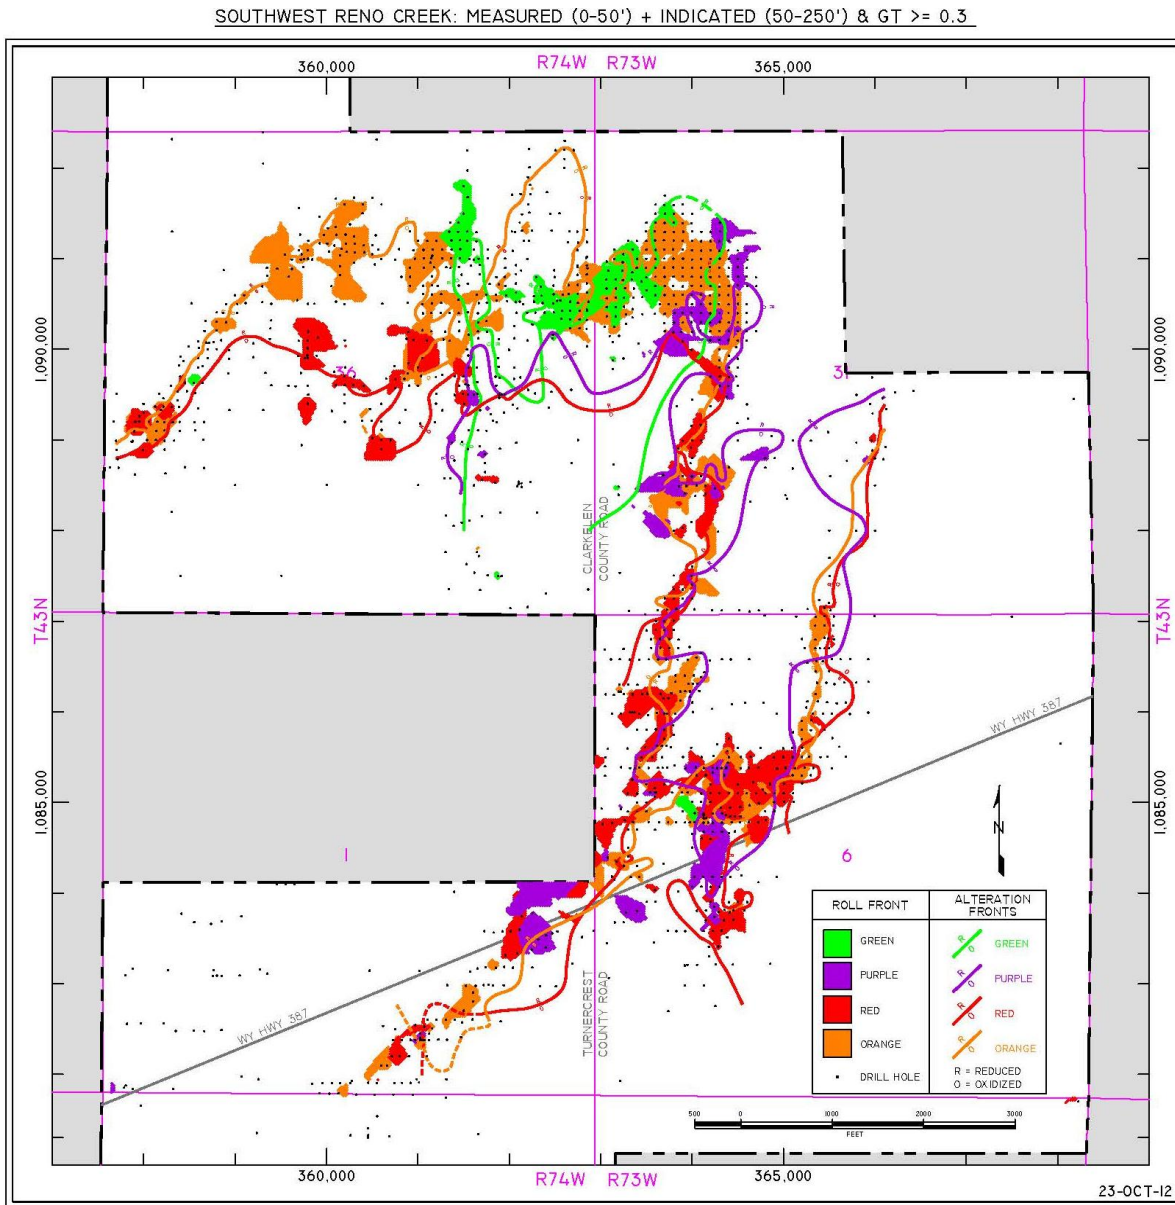 SOUTHWEST RENO CREEK: MEASURED (0-50') + INDICATED (50-250') & GT >= 0.3
360,000
R74W
R73W
365,000
1,090,000
1,090,000
36
31
CLARKELEN
COUNTY ROAD
T43N
T43N
WY HWY 387
1,085,000
1,085,000
N
1
6
ROLL FRONT
ALTERATION
FRONTS
GREEN
R
O
GREEN
PURPLE
R
O
PURPLE
RED
R
O
RED
ORANGE
R
O
ORANGE
DRILL HOLE
R = REDUCED
O = OXIDIZED
TURNERCREST
COUNTY ROAD
WY HWY 387
500
0
1000
2000
3000
FEET
360,000
R74W
R73W
365,000
23-OCT-12